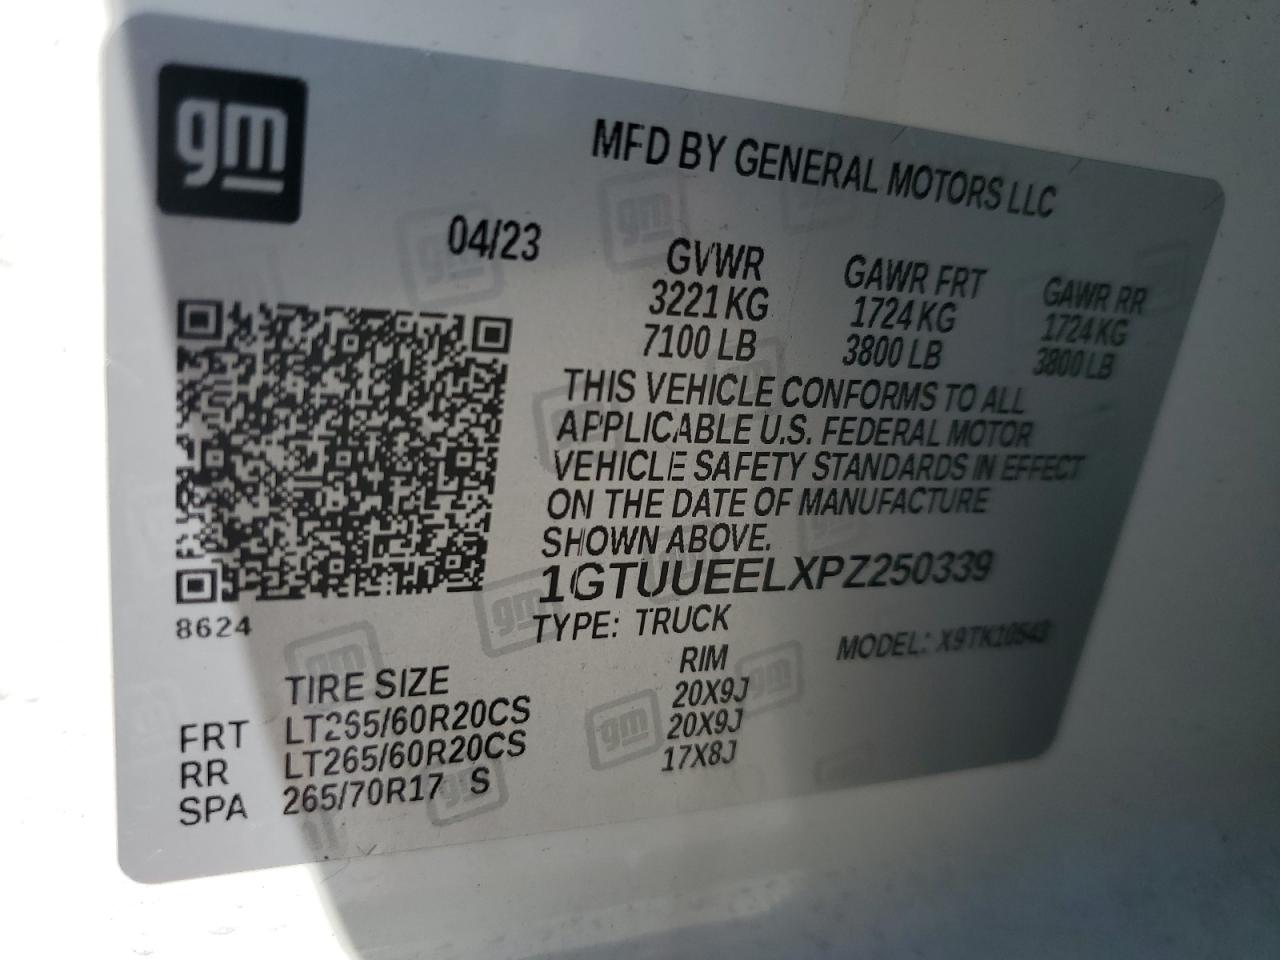 gm
MFD BY GENERAL MOTORS LLC
04/23
GVWR GAWR FRT GAWR RR
3221 KG 1724 KG 1724 KG
7100 LB 3800 LB 3800 LB
THIS VEHICLE CONFORMS TO ALL
APPLICABLE U.S. FEDERAL MOTOR
VEHICLE SAFETY STANDARDS IN EFFECT
ON THE DATE OF MANUFACTURE
SHOWN ABOVE.
1GTUUEELXPZ250339
8624
TYPE: TRUCK MODEL: X9TK10543
TIRE SIZE RIM
FRT LT265/60R20CS 20X9J
RR LT265/60R20CS 20X9J
SPA 265/70R17 S 17X8J